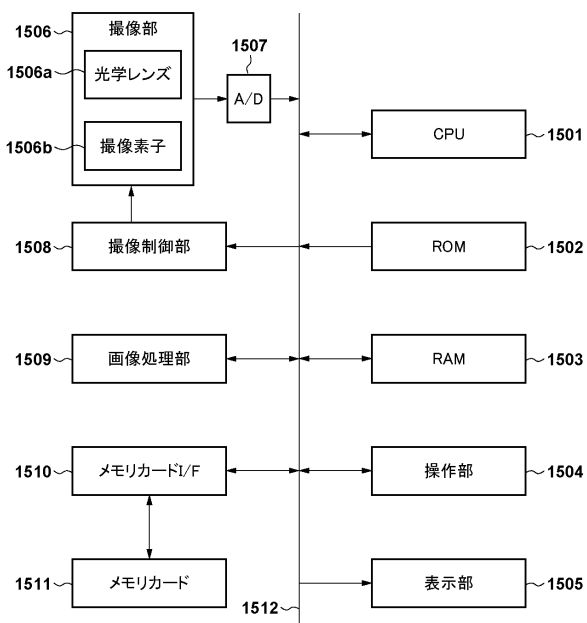 1506
撮像部
1507
1506a
光学レンズ
A/D
1506b
撮像素子
CPU
1501
1508
撮像制御部
ROM
1502
1509
画像処理部
RAM
1503
1510
メモリカードI/F
操作部
1504
1511
メモリカード
1512
表示部
1505